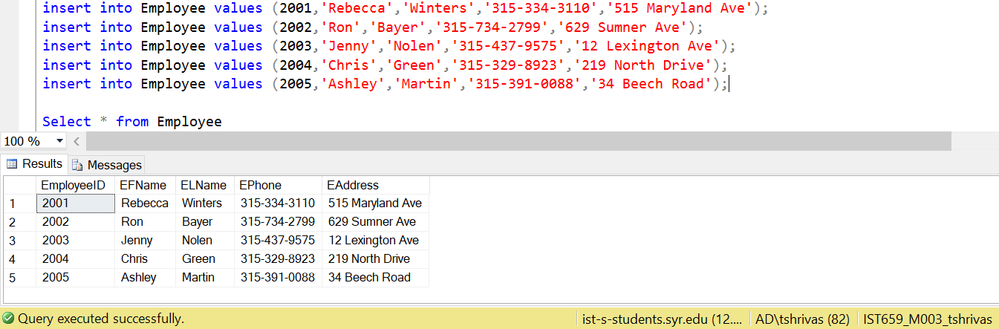 insert into Employee values (2001,'Rebecca','Winters','315-334-3110','515 Maryland Ave');
insert into Employee values (2002,'Ron','Bayer','315-734-2799','629 Sumner Ave');
insert into Employee values (2003,'Jenny','Nolen','315-437-9575','12 Lexington Ave');
insert into Employee values (2004,'Chris','Green','315-329-8923','219 North Drive');
insert into Employee values (2005,'Ashley','Martin','315-391-0088','34 Beech Road');
Select * from Employee
100 %
Results Messages
EmployeeID EFName ELName EPhone EAddress
1 2001 Rebecca Winters 315-334-3110 515 Maryland Ave
2 2002 Ron Bayer 315-734-2799 629 Sumner Ave
3 2003 Jenny Nolen 315-437-9575 12 Lexington Ave
4 2004 Chris Green 315-329-8923 219 North Drive
5 2005 Ashley Martin 315-391-0088 34 Beech Road
Query executed successfully. ist-s-students.syr.edu (12.... AD\tshrivas (82) IST659_M003_tshrivas